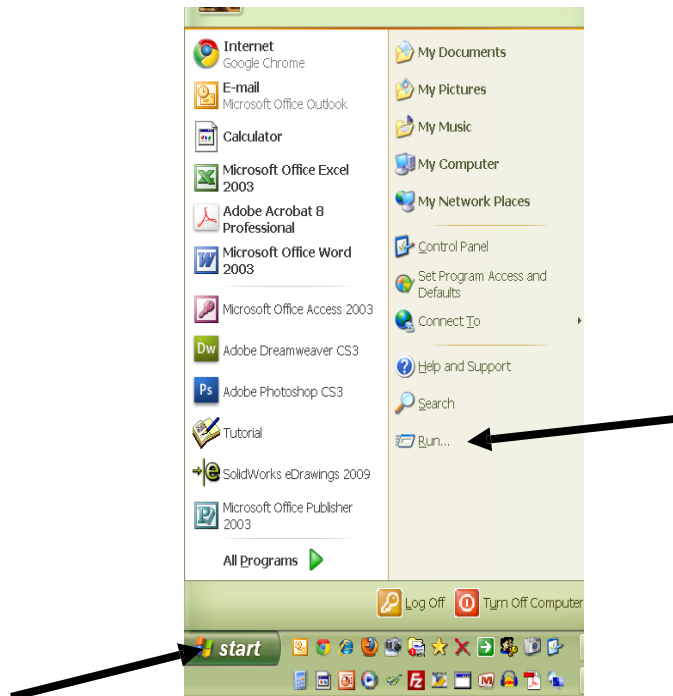 Internet
Google Chrome
E-mail
Microsoft Office Outlook
Calculator
Microsoft Office Excel
2003
Adobe Acrobat 8
Professional
Microsoft Office Word
2003
Microsoft Office Access 2003
Dw Adobe Dreamweaver CS3
Ps Adobe Photoshop CS3
Tutorial
SolidWorks eDrawings 2009
Microsoft Office Publisher
2003
All Programs
My Documents
My Pictures
My Music
My Computer
My Network Places
Control Panel
Set Program Access and
Defaults
Connect To
Help and Support
Search
Run...
Log Off
Turn Off Computer
start